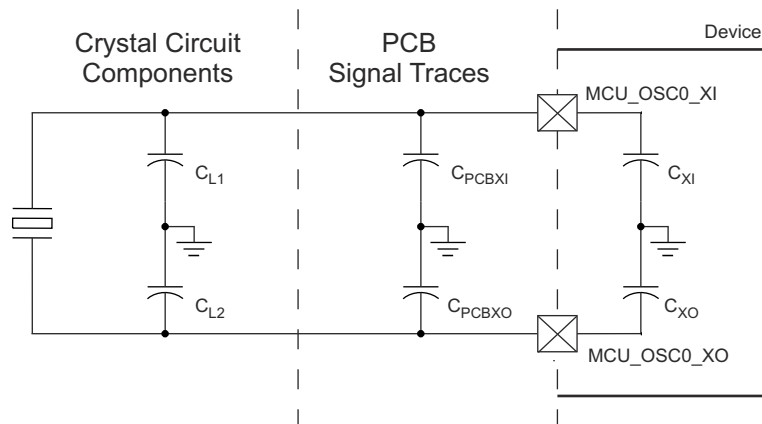 Crystal Circuit
Components
PCB
Signal Traces
Device
MCU_OSC0_XI
CL1
CPCBXI
CXI
CL2
CPCBXO
CXO
MCU_OSC0_XO